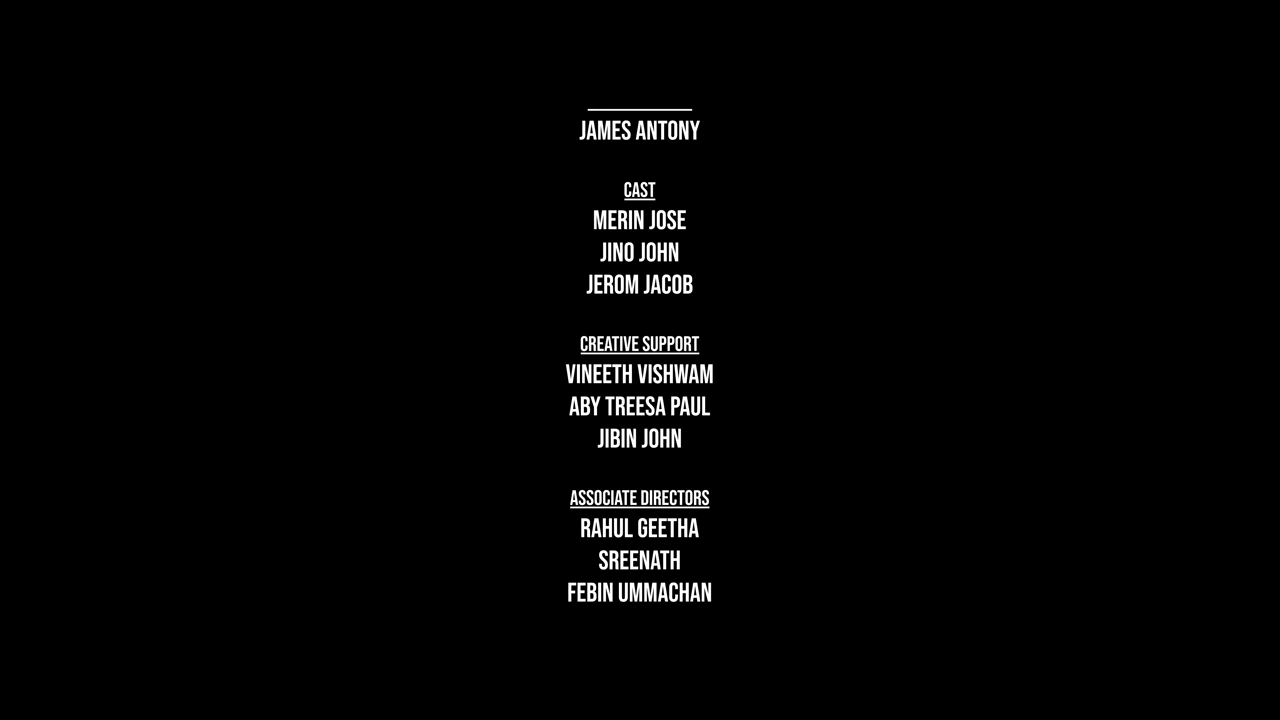 JAMES ANTONY
CAST
MERIN JOSE
JINO JOHN
JEROM JACOB
CREATIVE SUPPORT
VINEETH VISHWAM
ABY TREESA PAUL
JIBIN JOHN
ASSOCIATE DIRECTORS
RAHUL GEETHA
SREENATH
FEBIN UMMACHAN